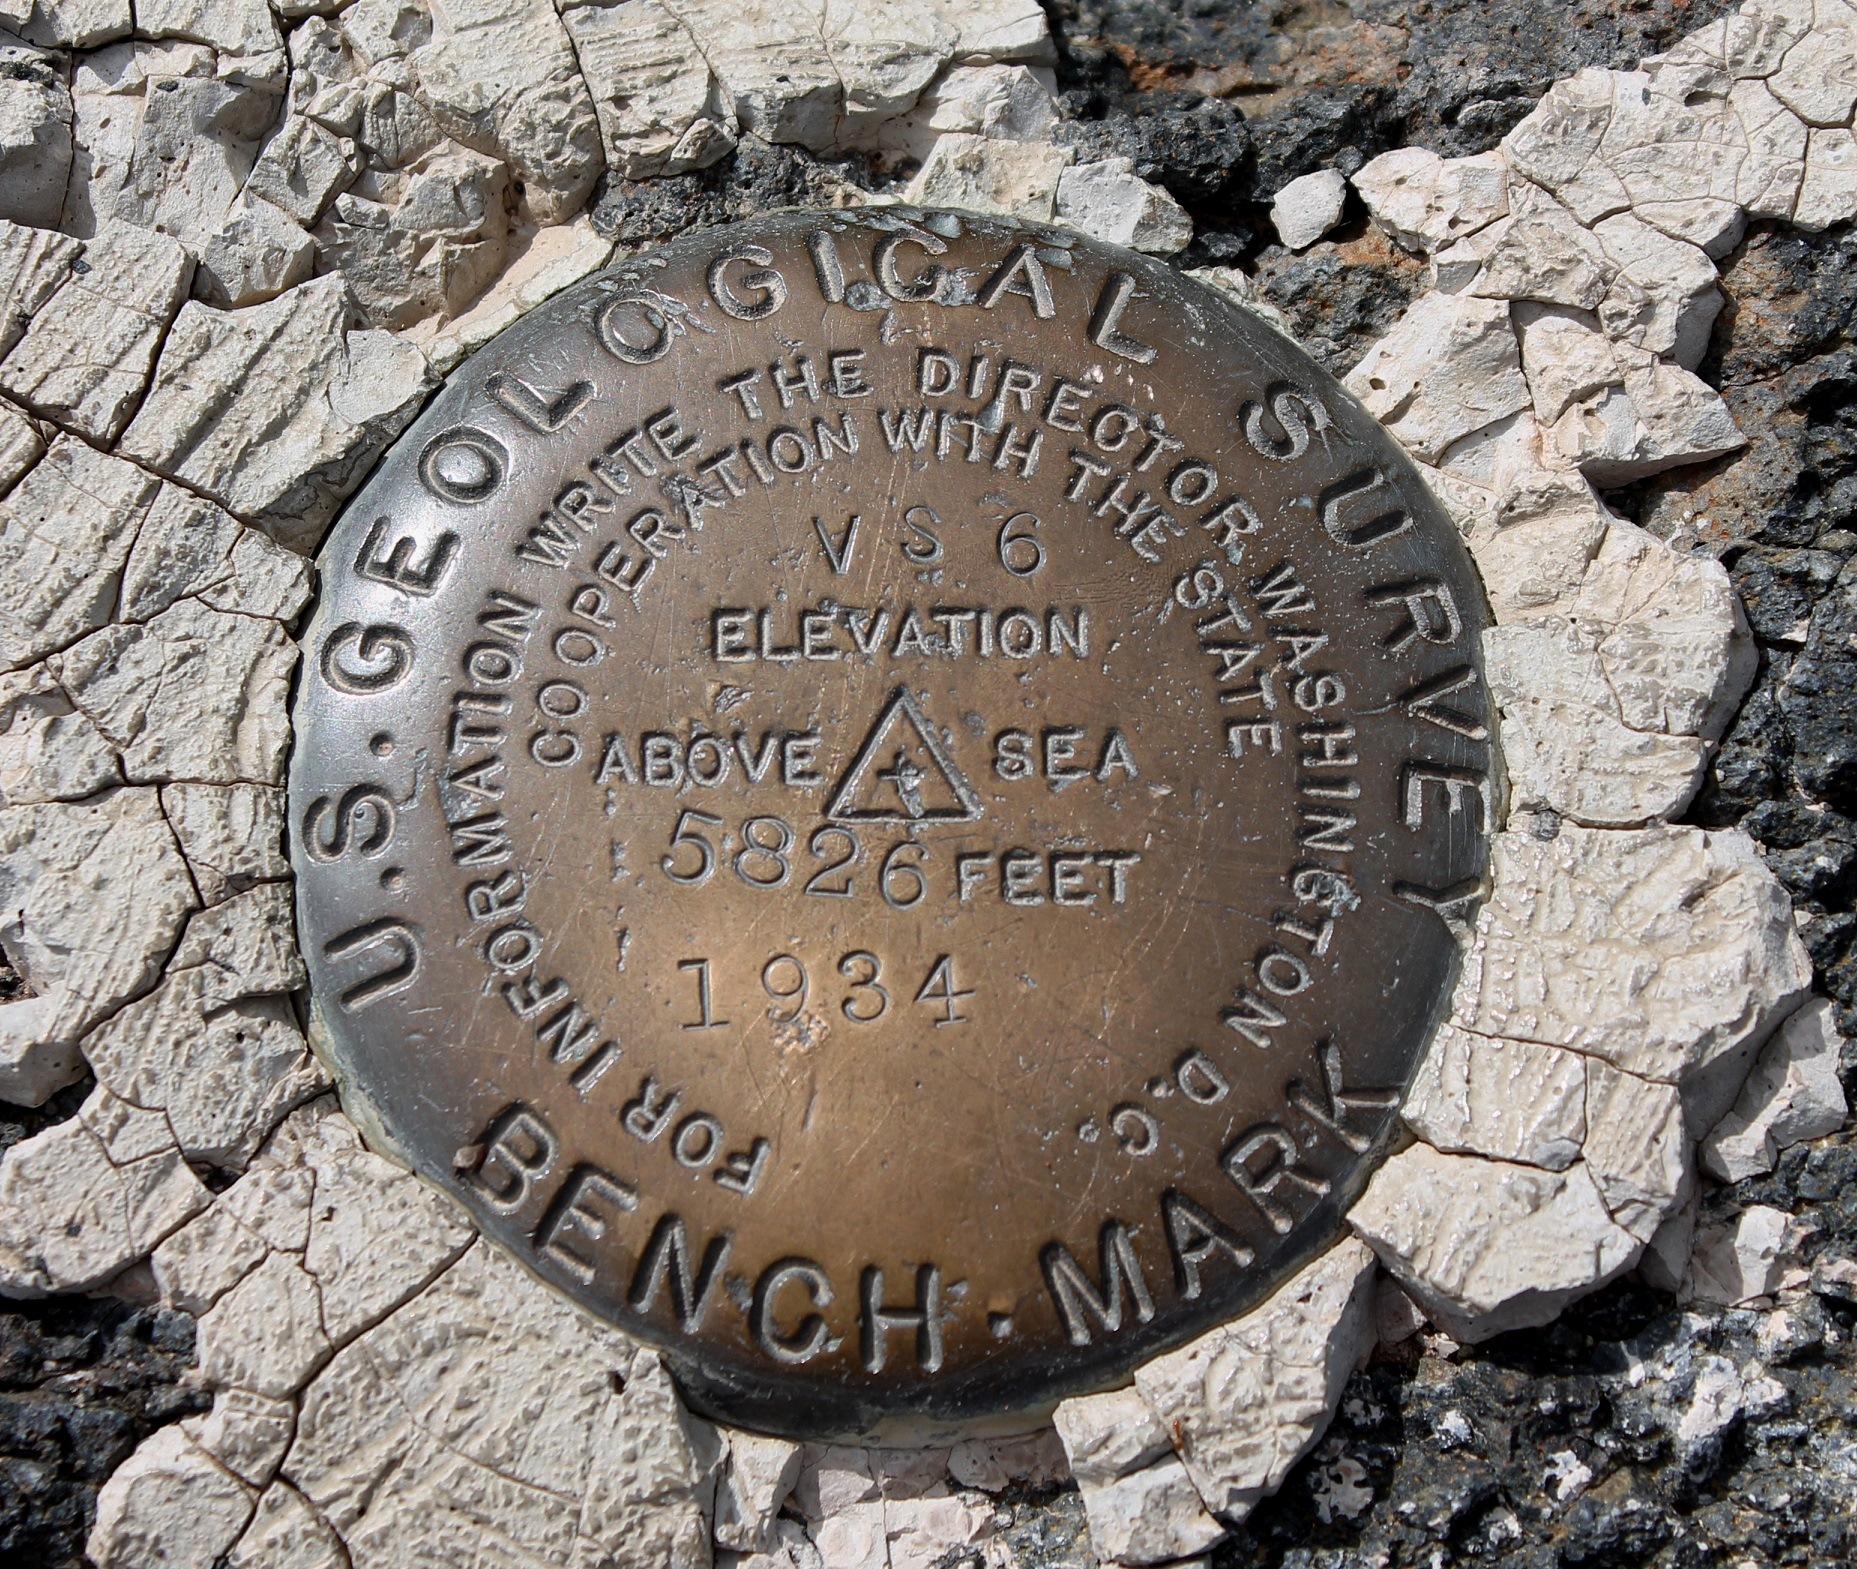 U.S. GEOLOGICAL SURVEY
FOR INFORMATION WRITE THE DIRECTOR WASHINGTON D.C.
COOPERATION WITH THE STATE
VS6
ELEVATION
ABOVE SEA
5826 FEET
1934
BENCH · MARK